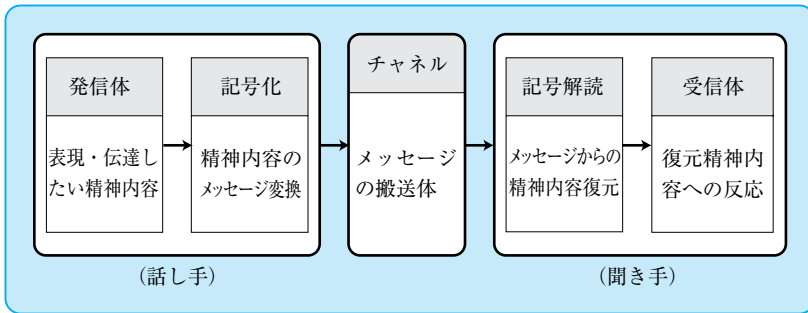 発信体
表現・伝達し
たい精神内容
記号化
精神内容の
メッセージ変換
チャネル
メッセージ
の搬送体
記号解読
メッセージからの
精神内容復元
受信体
復元精神内
容への反応
(話し手)
(聞き手)